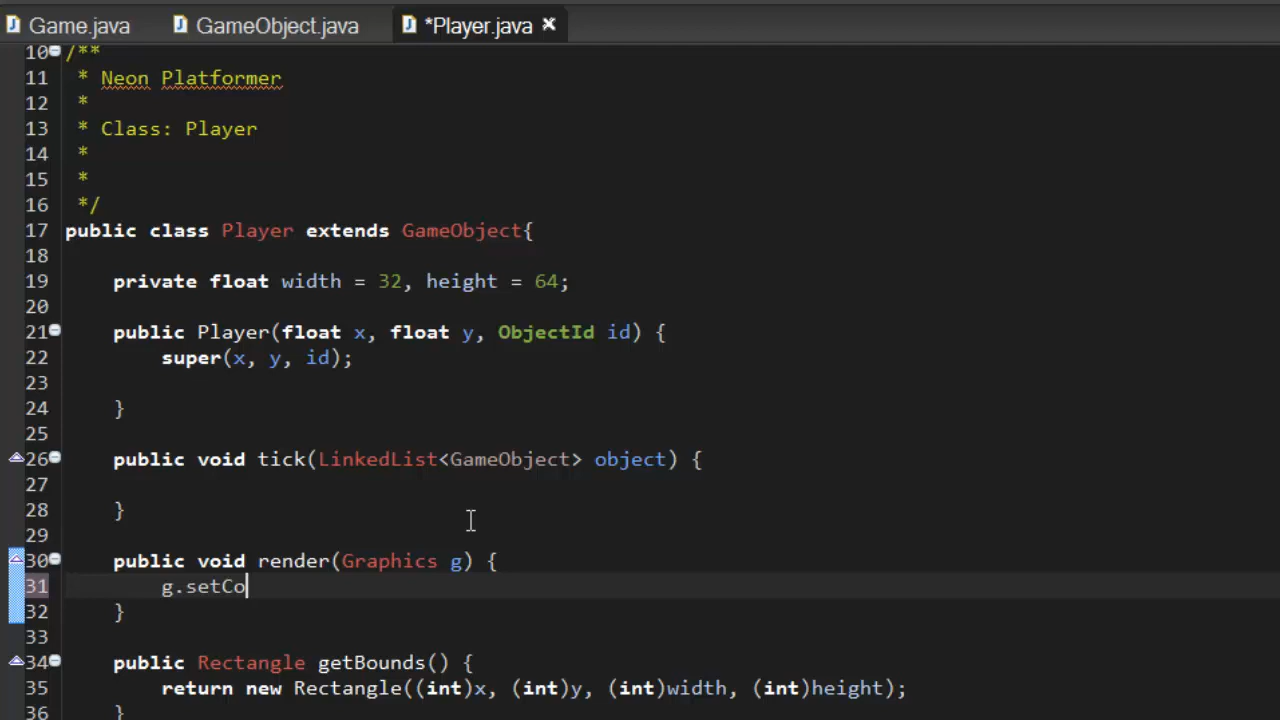 Game.java GameObject.java *Player.java
10 /**
11 * Neon Platformer
12 *
13 * Class: Player
14 *
15 *
16 */
17 public class Player extends GameObject{
18
19 private float width = 32, height = 64;
20
21 public Player(float x, float y, ObjectId id) {
22 super(x, y, id);
23
24 }
25
26 public void tick(LinkedList<GameObject> object) {
27
28 }
29
30 public void render(Graphics g) {
31 g.setCo
32 }
33
34 public Rectangle getBounds() {
35 return new Rectangle((int)x, (int)y, (int)width, (int)height);
36 }